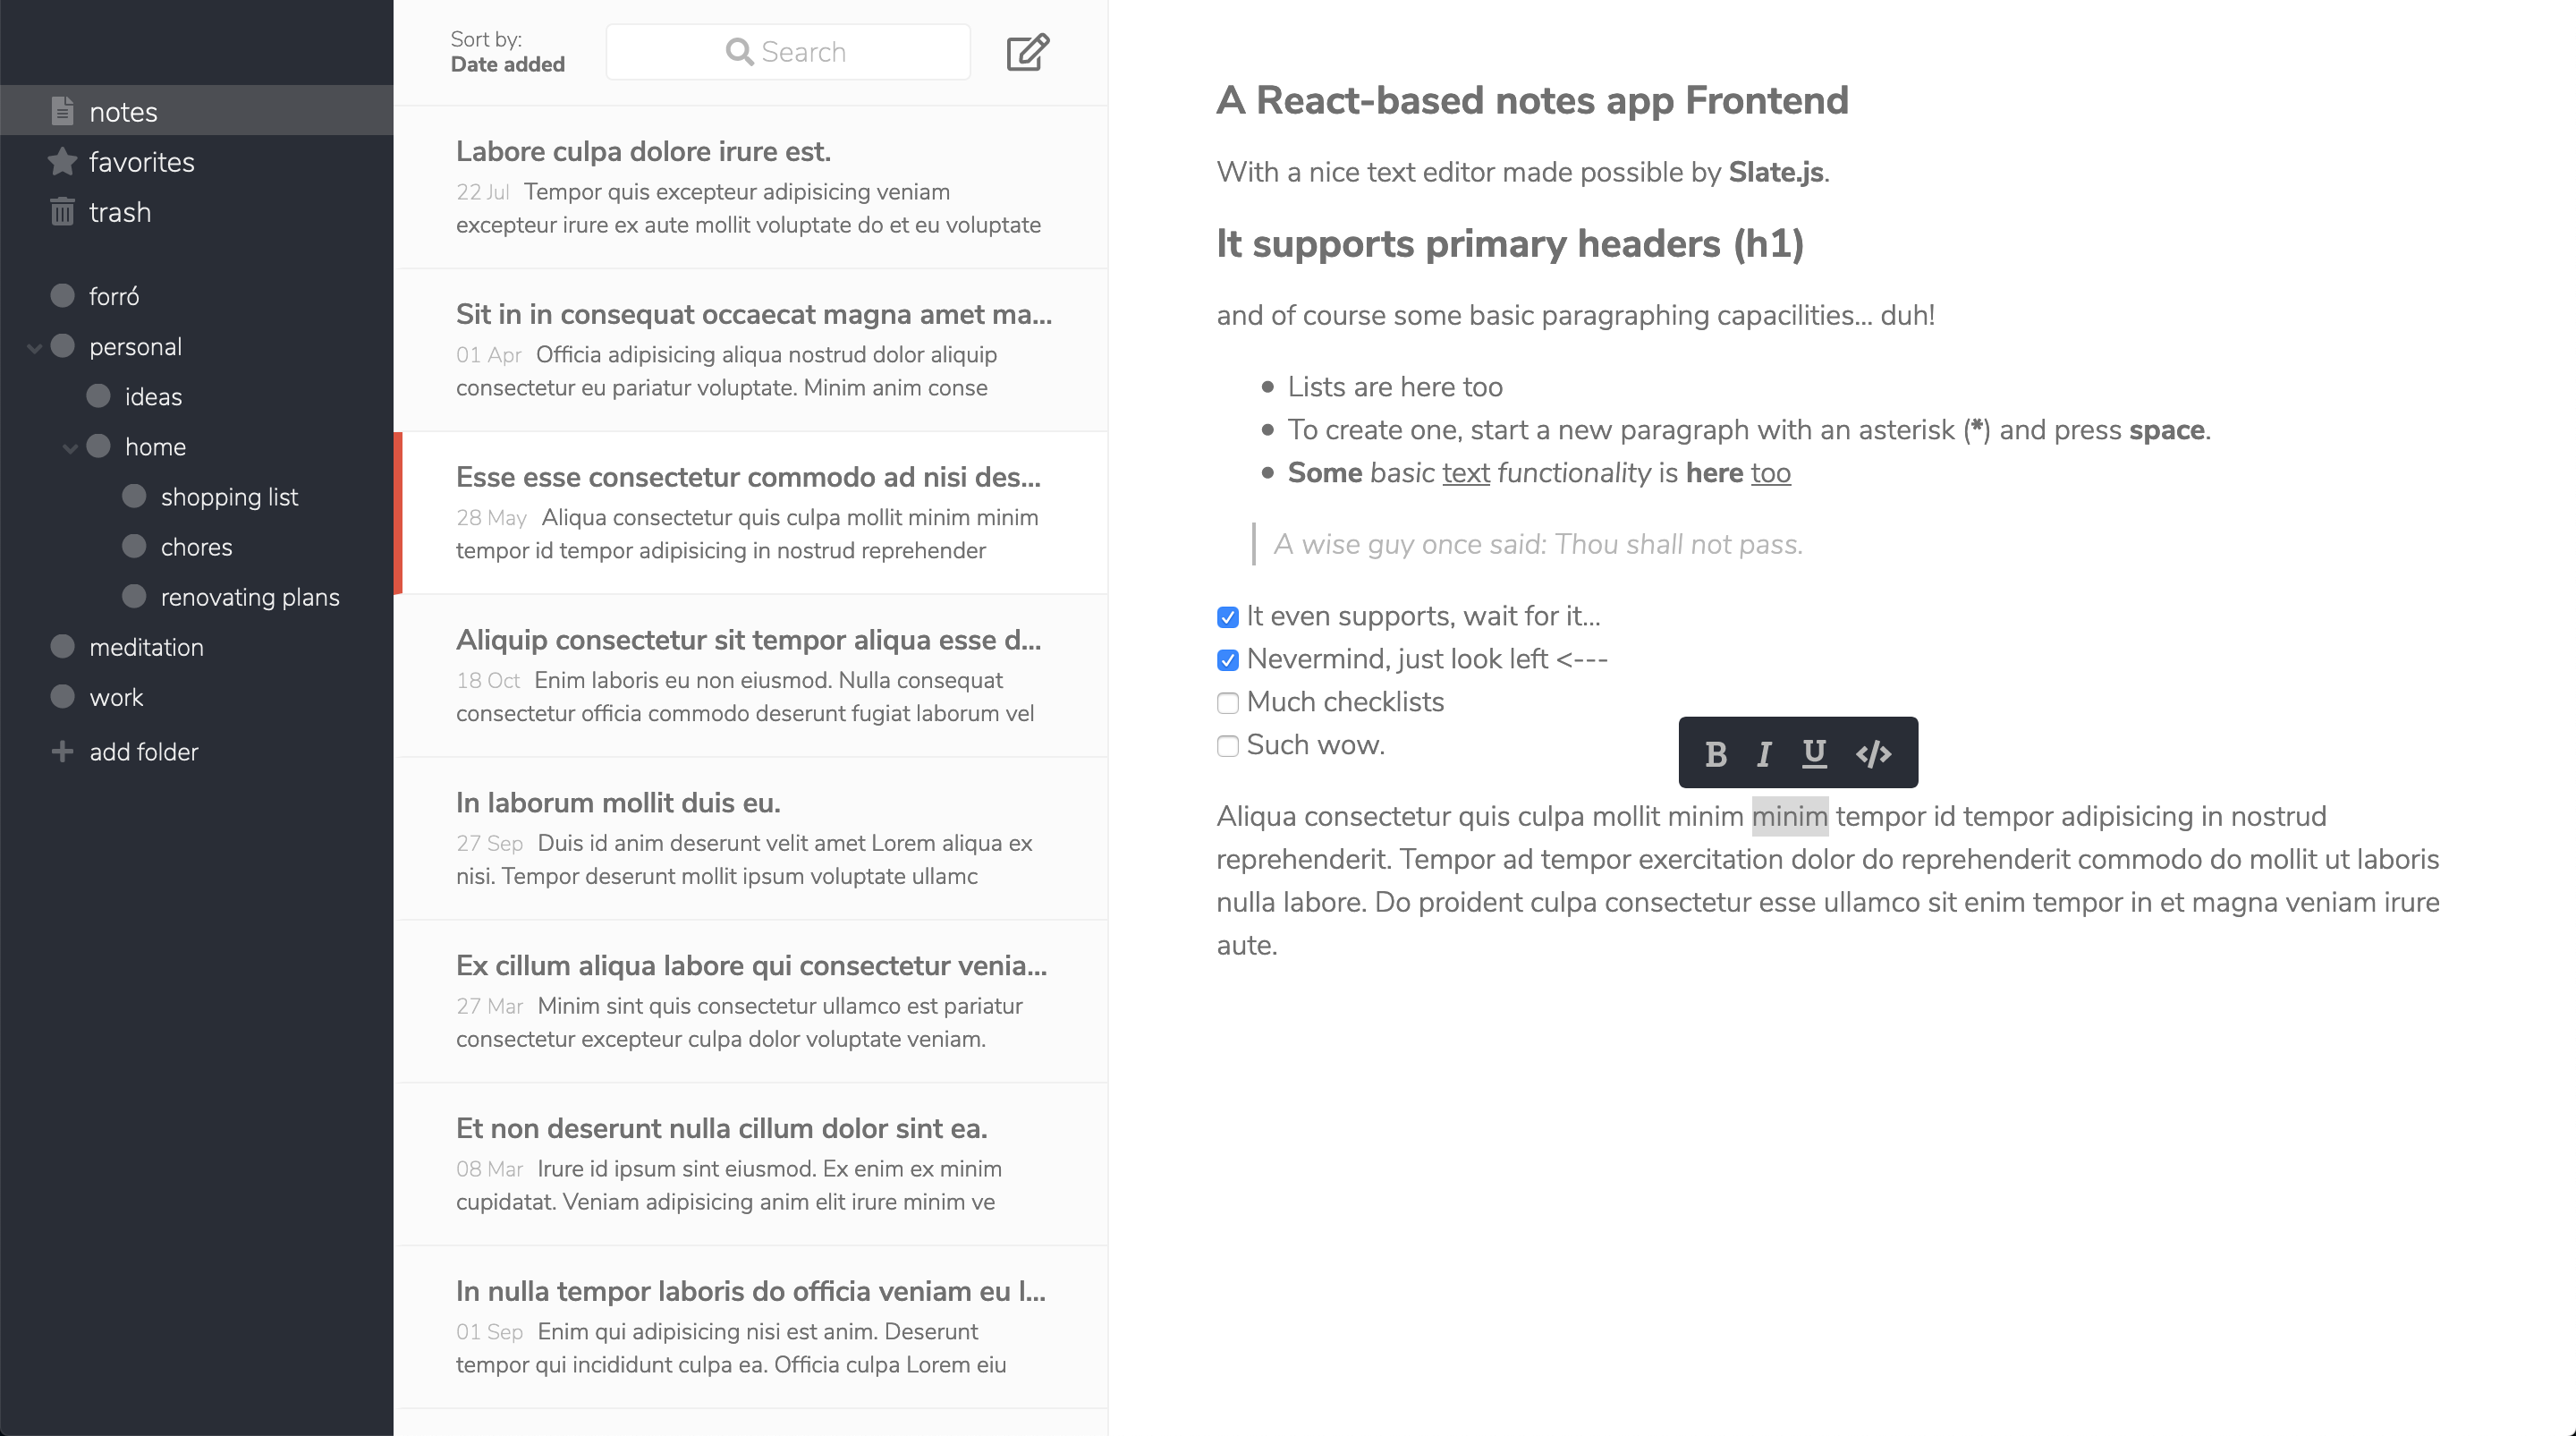 notes
favorites
trash
forró
personal
ideas
home
shopping list
chores
renovating plans
meditation
work
add folder
Sort by:
Date added
Search
Labore culpa dolore irure est.
22 Jul Tempor quis excepteur adipisicing veniam
excepteur irure ex aute mollit voluptate do et eu voluptate
Sit in in consequat occaecat magna amet ma...
01 Apr Officia adipisicing aliqua nostrud dolor aliquip
consectetur eu pariatur voluptate. Minim anim conse
Esse esse consectetur commodo ad nisi des...
28 May Aliqua consectetur quis culpa mollit minim minim
tempor id tempor adipisicing in nostrud reprehender
Aliquip consectetur sit tempor aliqua esse d...
18 Oct Enim laboris eu non eiusmod. Nulla consequat
consectetur officia commodo deserunt fugiat laborum vel
In laborum mollit duis eu.
27 Sep Duis id anim deserunt velit amet Lorem aliqua ex
nisi. Tempor deserunt mollit ipsum voluptate ullamc
Ex cillum aliqua labore qui consectetur venia...
27 Mar Minim sint quis consectetur ullamco est pariatur
consectetur excepteur culpa dolor voluptate veniam.
Et non deserunt nulla cillum dolor sint ea.
08 Mar Irure id ipsum sint eiusmod. Ex enim ex minim
cupidatat. Veniam adipisicing anim elit irure minim ve
In nulla tempor laboris do officia veniam eu l...
01 Sep Enim qui adipisicing nisi est anim. Deserunt
tempor qui incididunt culpa ea. Officia culpa Lorem eiu
A React-based notes app Frontend
With a nice text editor made possible by Slate.js.
It supports primary headers (h1)
and of course some basic paragraphing capacilities... duh!
Lists are here too
To create one, start a new paragraph with an asterisk (*) and press space.
Some basic text functionality is here too
A wise guy once said: Thou shall not pass.
It even supports, wait for it...
Nevermind, just look left <---
Much checklists
Such wow.
B I U </>
Aliqua consectetur quis culpa mollit minim minim tempor id tempor adipisicing in nostrud
reprehenderit. Tempor ad tempor exercitation dolor do reprehenderit commodo do mollit ut laboris
nulla labore. Do proident culpa consectetur esse ullamco sit enim tempor in et magna veniam irure
aute.